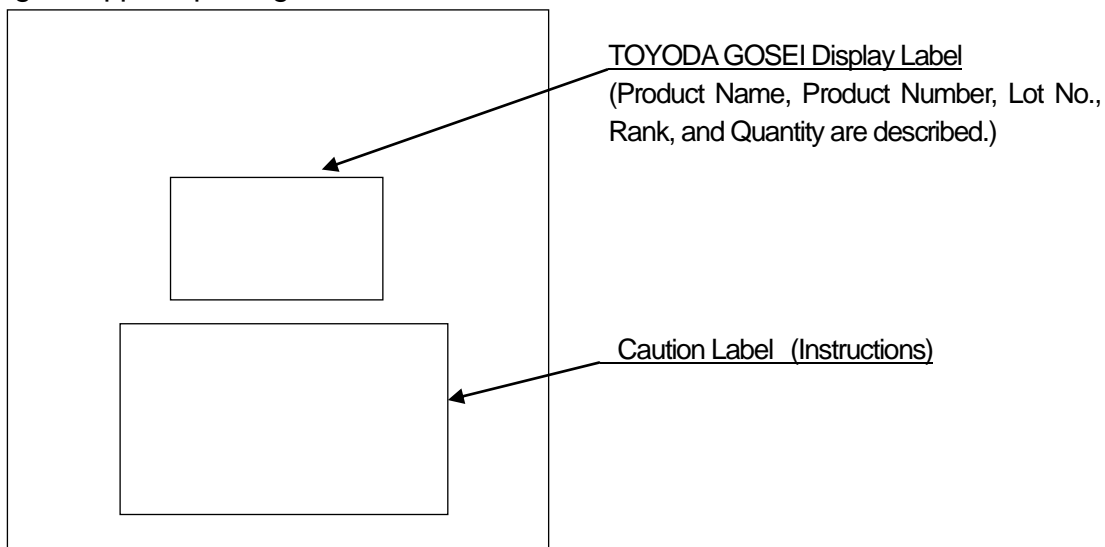 TOYODA GOSEI Display Label
(Product Name, Product Number, Lot No.,
Rank, and Quantity are described.)
Caution Label (Instructions)